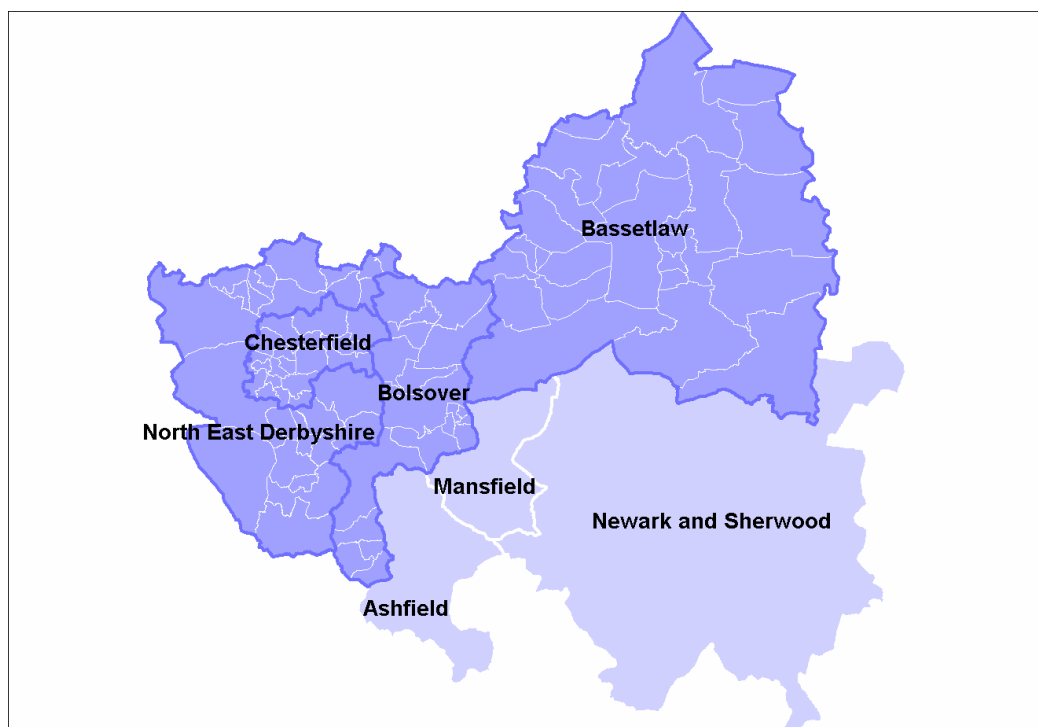 Bassetlaw
Chesterfield
Bolsover
North East Derbyshire
Mansfield
Newark and Sherwood
Ashfield